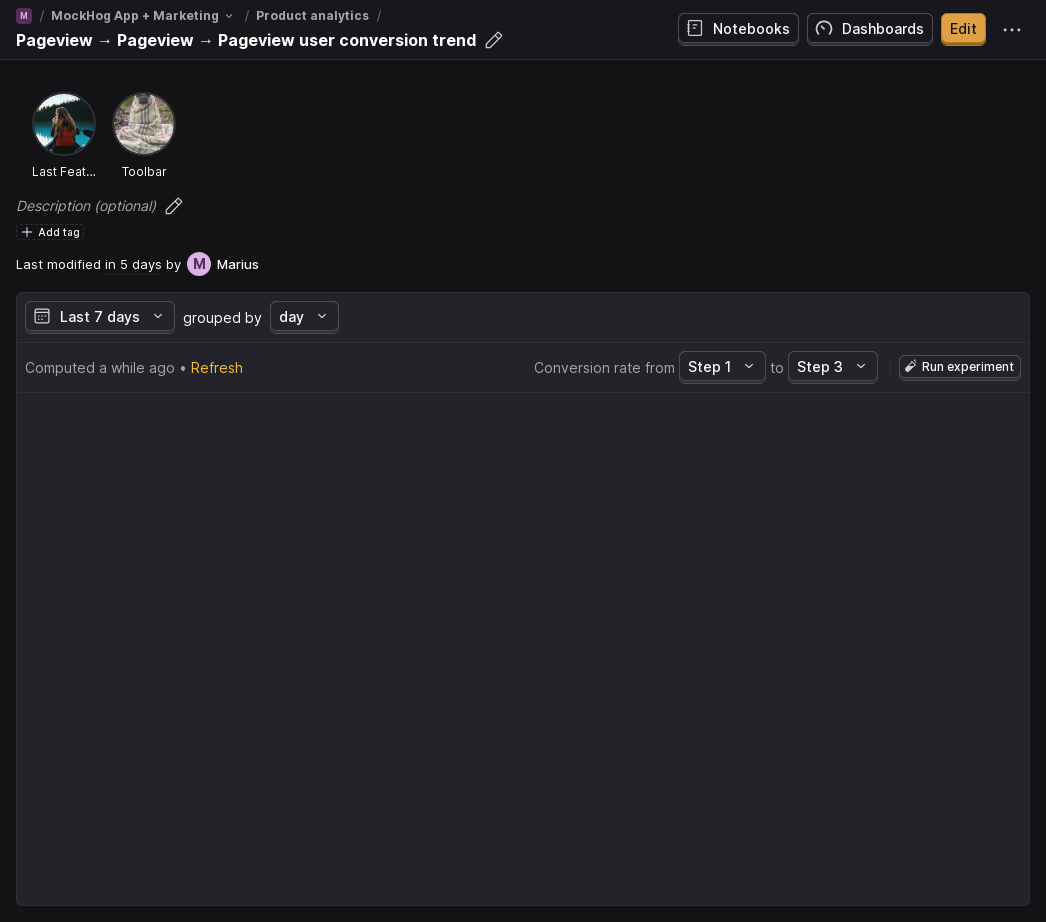 M / MockHog App + Marketing / Product analytics /
Pageview → Pageview → Pageview user conversion trend
Notebooks
Dashboards
Edit
Last Feat...
Toolbar
Description (optional)
Add tag
Last modified in 5 days by M Marius
Last 7 days grouped by day
Computed a while ago • Refresh
Conversion rate from Step 1 to Step 3
Run experiment